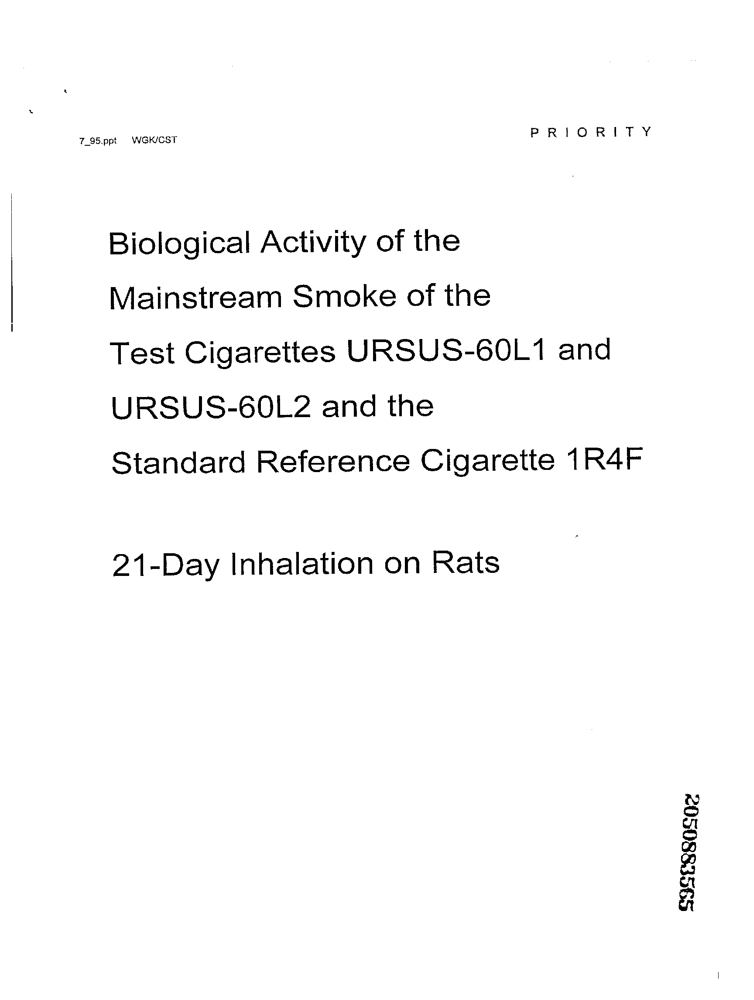 7_95.ppt WGK/CST
P R I O R I T Y
Biological Activity of the
Mainstream Smoke of the
Test Cigarettes URSUS-60L1 and
URSUS-60L2 and the
Standard Reference Cigarette 1R4F
21-Day Inhalation on Rats
2050883565